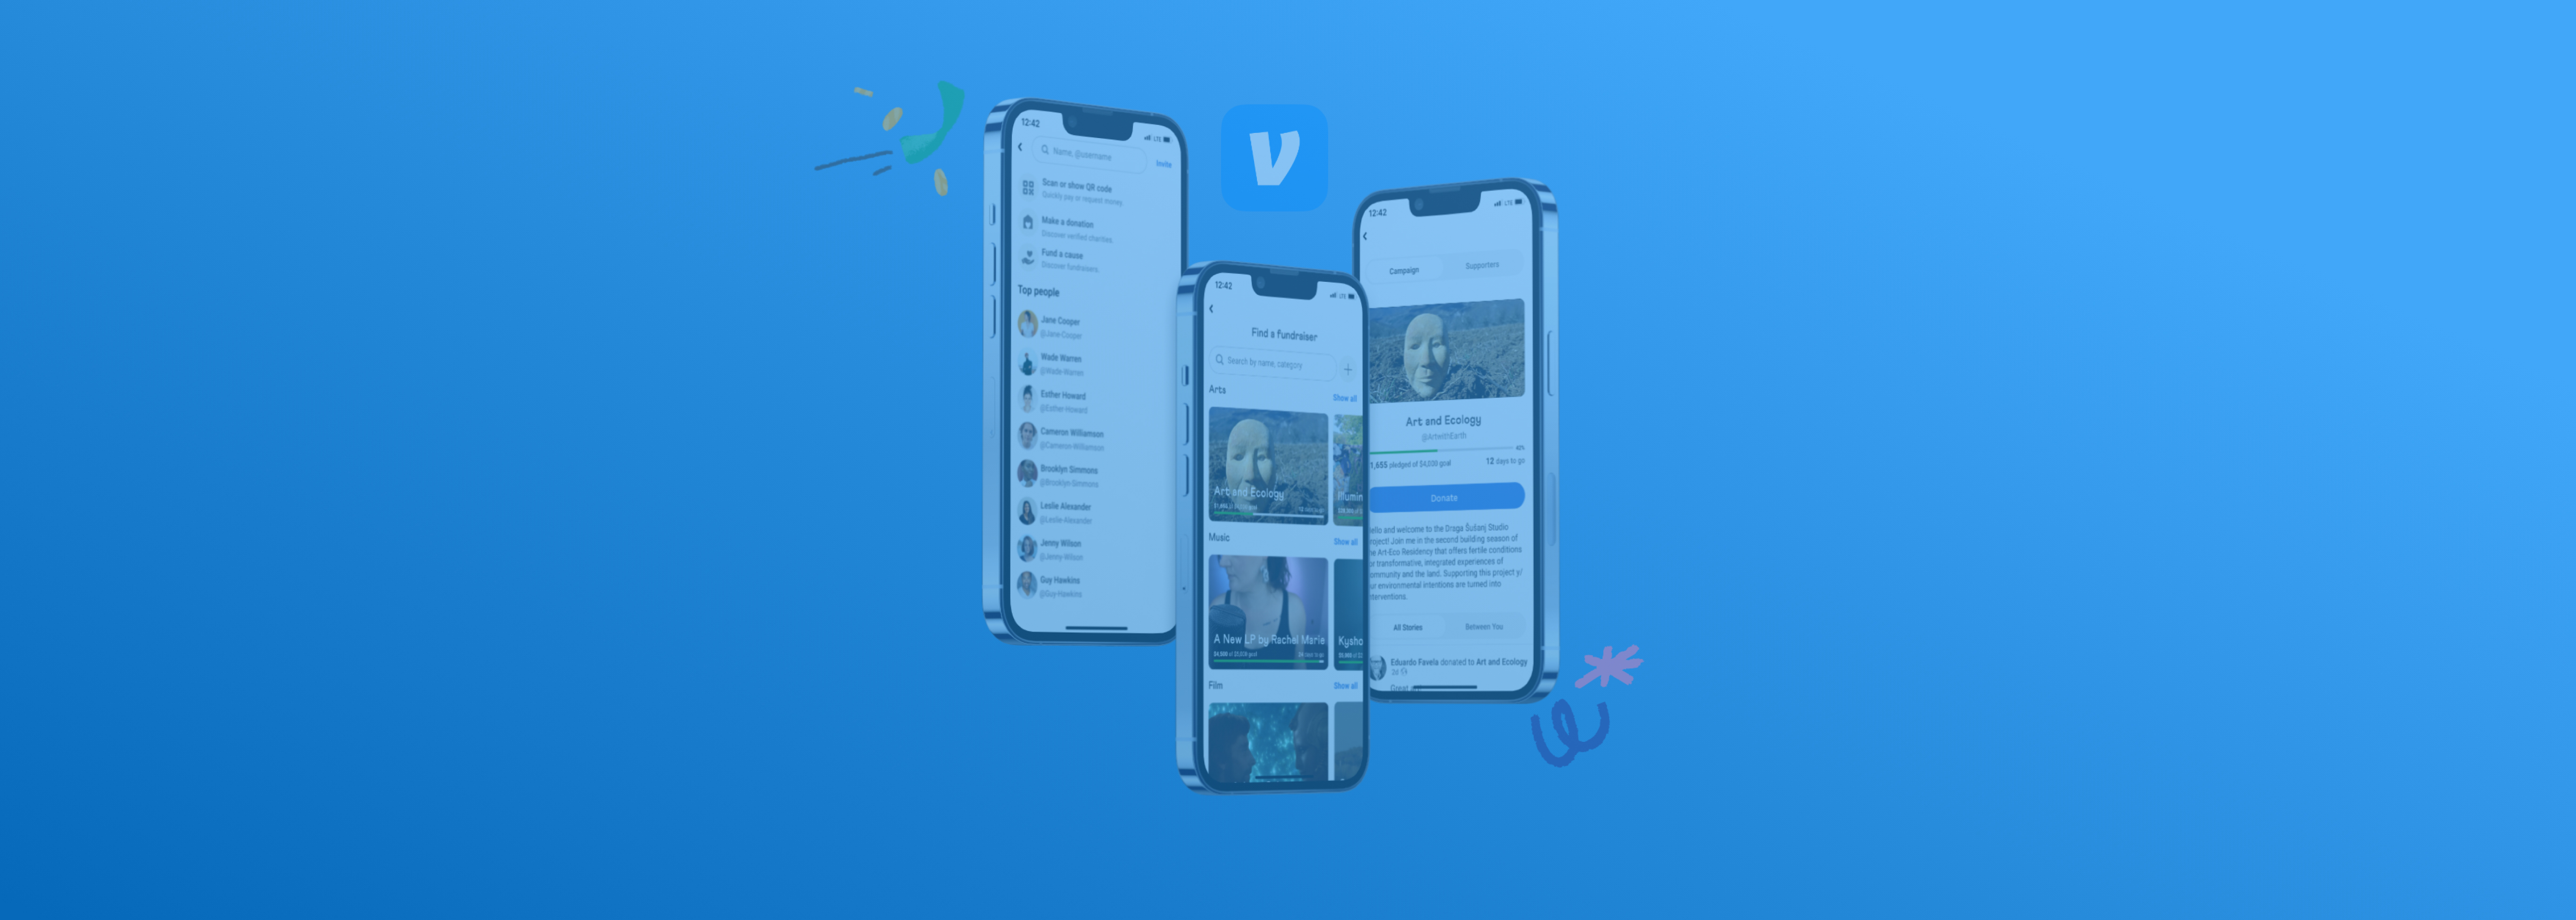 12:42
LTE
Name, @username
Invite
Scan or show QR code
Quickly pay or request money
Make a donation
Discover verified charities.
Fund a cause
Discover fundraisers.
Top people
Jane Cooper
@Jane-Cooper
Wade Warren
@Wade-Warren
Esther Howard
@Esther-Howard
Cameron Williamson
@Cameron-Williamson
Brooklyn Simmons
@Brooklyn-Simmons
Leslie Alexander
@Leslie-Alexander
Jenny Wilson
@Jenny-Wilson
Guy Hawkins
@Guy-Hawkins
V
12:42
LTE
Find a fundraiser
Search by name, category
Arts
Show all
Art and Ecology
Illumin
Music
Show all
A New LP by Rachel Marie
Kysho
Film
Show all
12:42
LTE
Campaign
Supporters
Art and Ecology
@ArtwithEarth
1,655 pledged of $4,000 goal
12 days to go
Donate
ello and welcome to the Draga Šušanj Studio
roject! Join me in the second building season of
e Art-Eco Residency that offers fertile conditions
transformative, integrated experiences of
ommunity and the land. Supporting this project y/
ur environmental intentions are turned into
nterventions.
All Stories
Between You
Eduardo Favela donated to Art and Ecology
2d
Great